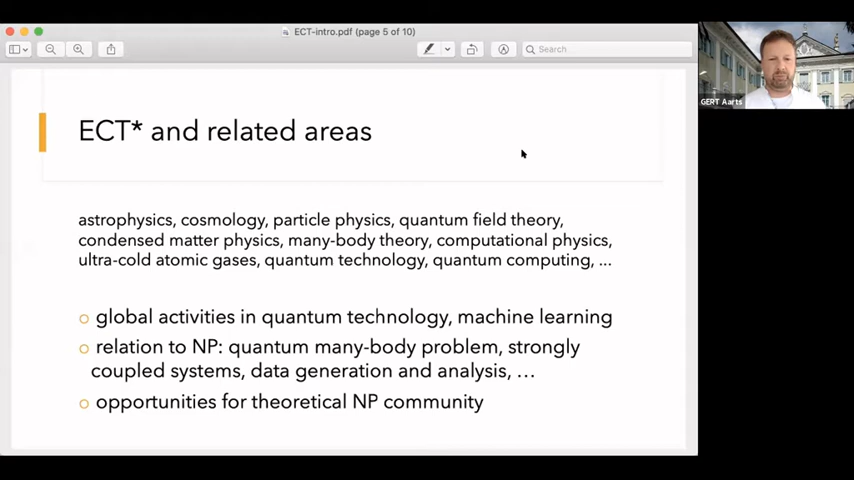 ECT-intro.pdf (page 5 of 10)
Search...
GERT Aarts
ECT* and related areas
astrophysics, cosmology, particle physics, quantum field theory,
condensed matter physics, many-body theory, computational physics,
ultra-cold atomic gases, quantum technology, quantum computing, ...
global activities in quantum technology, machine learning
relation to NP: quantum many-body problem, strongly
coupled systems, data generation and analysis, …
opportunities for theoretical NP community